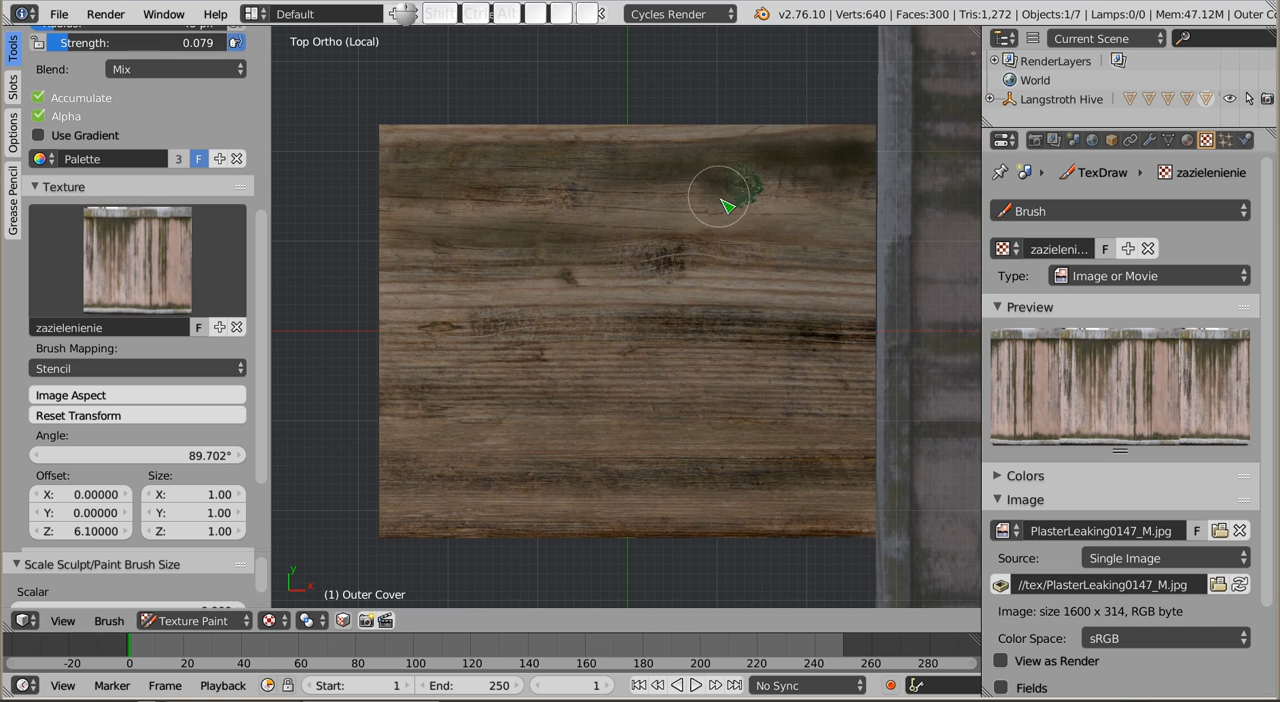 File Render Window Help Default Shift Ctrl Alt Cycles Render v2.76.10 | Verts:640 | Faces:300 | Tris:1,272 | Objects:1/7 | Lamps:0/0 | Mem:47.12M | Outer C
Tools
Slots
Options
Grease Pencil
Strength: 0.079
Blend: Mix
Accumulate
Alpha
Use Gradient
Palette 3 F
Texture
zazielenienie F
Brush Mapping:
Stencil
Image Aspect
Reset Transform
Angle:
89.702°
Offset: Size:
X: 0.00000 X: 1.00
Y: 0.00000 Y: 1.00
Z: 6.10000 Z: 1.00
Scale Sculpt/Paint Brush Size
Scalar
Top Ortho (Local)
y
x
(1) Outer Cover
View Brush Texture Paint
-20 0 20 40 60 80 100 120 140 160 180 200 220 240 260 280
View Marker Frame Playback Start: 1 End: 250 1 No Sync
Current Scene
RenderLayers
World
Langstroth Hive
TexDraw zazielenienie
Brush
zazieleni... F
Type: Image or Movie
Preview
Colors
Image
PlasterLeaking0147_M.jpg F
Source: Single Image
//tex/PlasterLeaking0147_M.jpg
Image: size 1600 x 314, RGB byte
Color Space: sRGB
View as Render
Fields